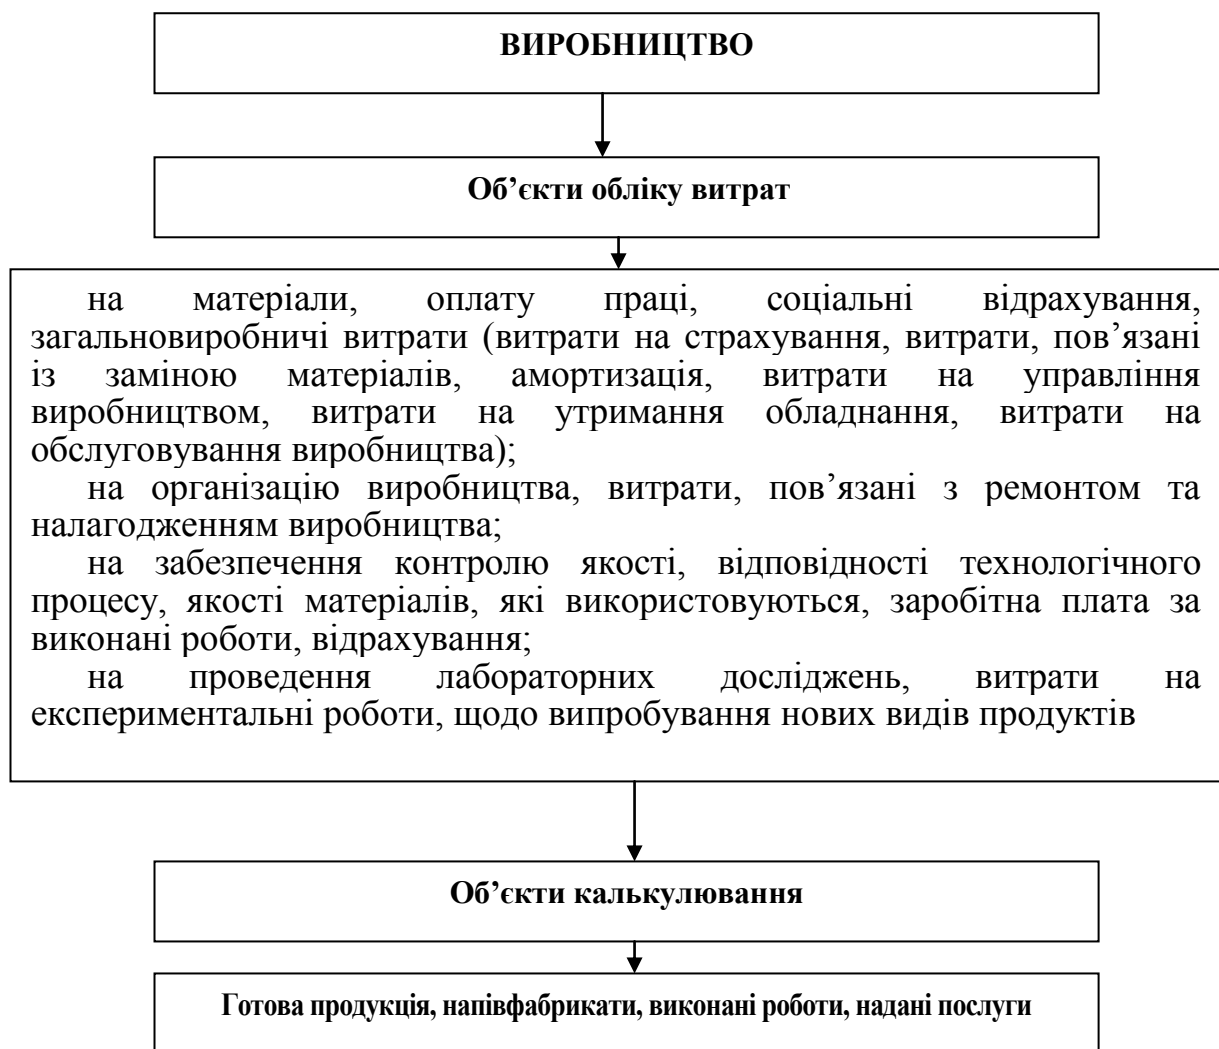 ВИРОБНИЦТВО
Об’єкти обліку витрат
на матеріали, оплату праці, соціальні відрахування,
загальновиробничі витрати (витрати на страхування, витрати, пов’язані
із заміною матеріалів, амортизація, витрати на управління
виробництвом, витрати на утримання обладнання, витрати на
обслуговування виробництва);
на організацію виробництва, витрати, пов’язані з ремонтом та
налагодженням виробництва;
на забезпечення контролю якості, відповідності технологічного
процесу, якості матеріалів, які використовуються, заробітна плата за
виконані роботи, відрахування;
на проведення лабораторних досліджень, витрати на
експериментальні роботи, щодо випробування нових видів продуктів
Об’єкти калькулювання
Готова продукція, напівфабрикати, виконані роботи, надані послуги